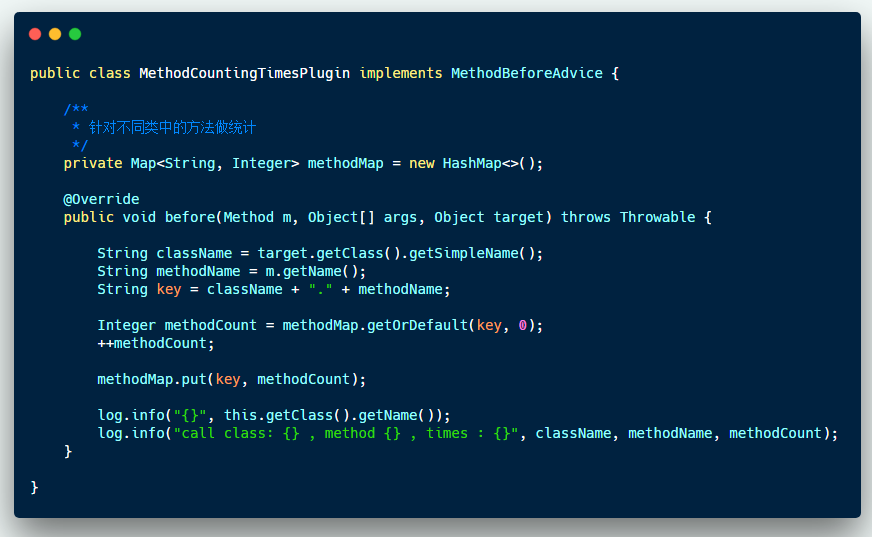 public class MethodCountingTimesPlugin implements MethodBeforeAdvice {
/**
* 针对不同类中的方法做统计
*/
private Map<String, Integer> methodMap = new HashMap<>();
@Override
public void before(Method m, Object[] args, Object target) throws Throwable {
String className = target.getClass().getSimpleName();
String methodName = m.getName();
String key = className + "." + methodName;
Integer methodCount = methodMap.getOrDefault(key, 0);
++methodCount;
methodMap.put(key, methodCount);
log.info("{}", this.getClass().getName());
log.info("call class: {} , method {} , times : {}", className, methodName, methodCount);
}
}